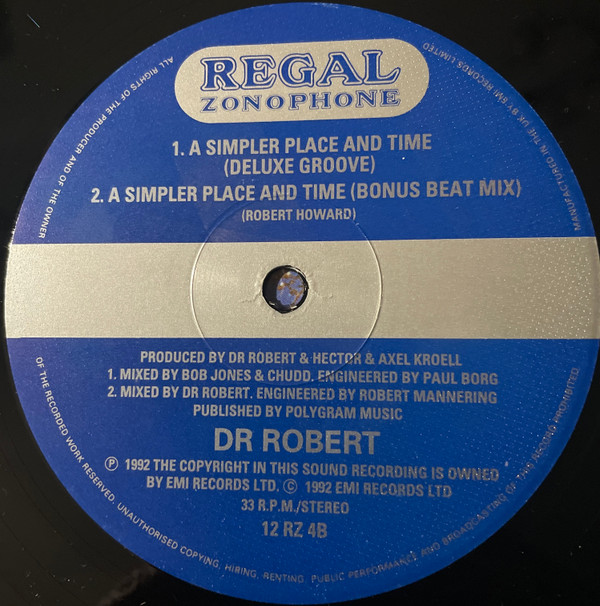 REGAL
ZONOPHONE
1. A SIMPLER PLACE AND TIME
(DELUXE GROOVE)
2. A SIMPLER PLACE AND TIME (BONUS BEAT MIX)
(ROBERT HOWARD)
PRODUCED BY DR ROBERT & HECTOR & AXEL KROELL
1. MIXED BY BOB JONES & CHUDD. ENGINEERED BY PAUL BORG
2. MIXED BY DR ROBERT. ENGINEERED BY ROBERT MANNERING
PUBLISHED BY POLYGRAM MUSIC
DR ROBERT
℗ 1992 THE COPYRIGHT IN THIS SOUND RECORDING IS OWNED
BY EMI RECORDS LTD. © 1992 EMI RECORDS LTD
33 R.P.M./STEREO
12 RZ 4B
MANUFACTURED IN THE UK BY EMI RECORDS LIMITED
ALL RIGHTS OF THE PRODUCER AND OF THE OWNER
OF THE RECORDED WORK RESERVED. UNAUTHORISED COPYING, HIRING, RENTING, PUBLIC PERFORMANCE AND BROADCASTING OF THIS RECORD PROHIBITED